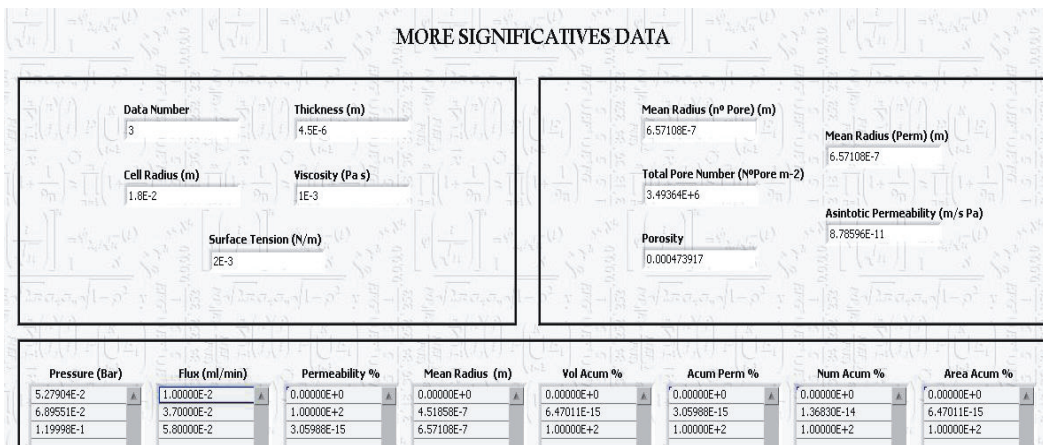 MORE SIGNIFICATIVES DATA
Data Number Thickness (m)
3 4.5E-6
Cell Radius (m) Viscosity (Pa s)
1.8E-2 1E-3
Surface Tension (N/m)
2E-3
Mean Radius (nº Pore) (m)
6.57108E-7
Mean Radius (Perm) (m)
6.57108E-7
Total Pore Number (NºPore m-2)
3.49364E+6
Asintotic Permeability (m/s Pa)
8.78596E-11
Porosity
0.000473917
Pressure (Bar) Flux (ml/min) Permeability % Mean Radius (m) Vol Acum % Acum Perm % Num Acum % Area Acum %
5.27904E-2 1.00000E-2 0.00000E+0 0.00000E+0 0.00000E+0 0.00000E+0 0.00000E+0 0.00000E+0
6.89551E-2 3.70000E-2 1.00000E+2 4.51858E-7 6.47011E-15 3.05988E-15 1.36830E-14 6.47011E-15
1.19998E-1 5.80000E-2 3.05988E-15 6.57108E-7 1.00000E+2 1.00000E+2 1.00000E+2 1.00000E+2